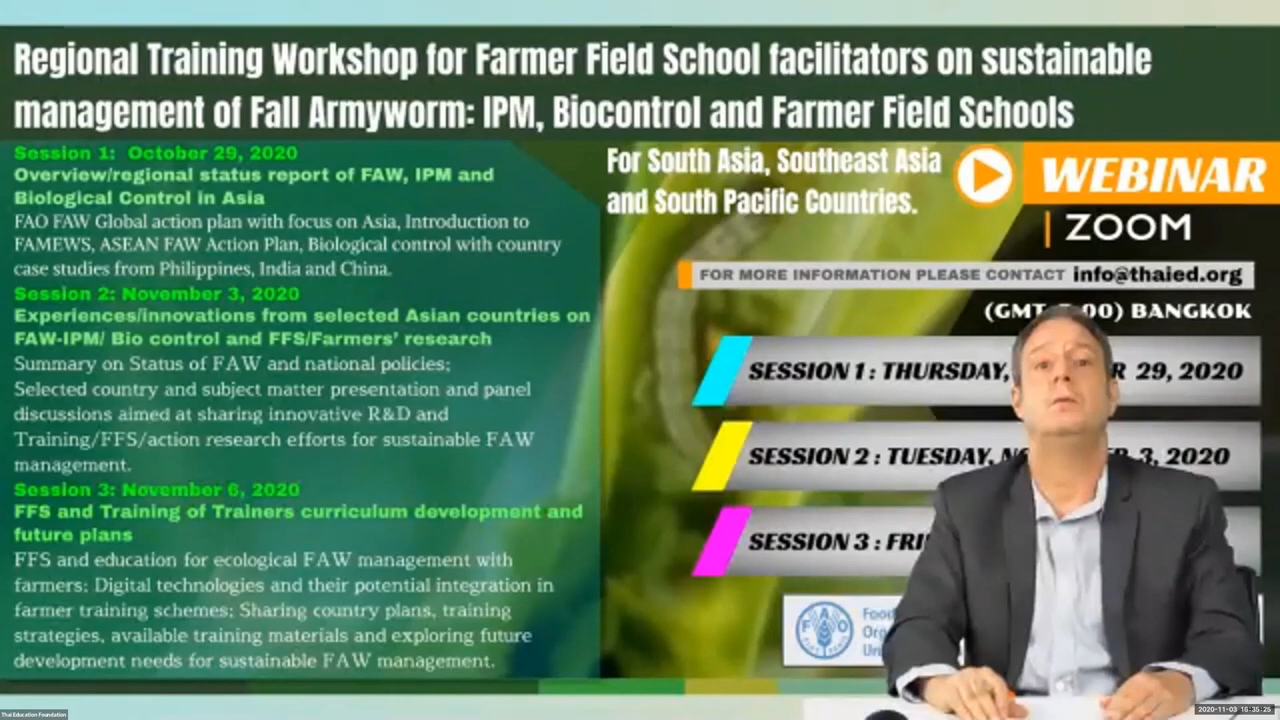 Regional Training Workshop for Farmer Field School facilitators on sustainable
management of Fall Armyworm: IPM, Biocontrol and Farmer Field Schools
Session 1: October 29, 2020
Overview/regional status report of FAW, IPM and
Biological Control in Asia
FAO FAW Global action plan with focus on Asia, Introduction to
FAMEWS, ASEAN FAW Action Plan, Biological control with country
case studies from Philippines, India and China.
Session 2: November 3, 2020
Experiences/innovations from selected Asian countries on
FAW-IPM/ Bio control and FFS/Farmers' research
Summary on Status of FAW and national policies;
Selected country and subject matter presentation and panel
discussions aimed at sharing innovative R&D and
Training/FFS/action research efforts for sustainable FAW
management.
Session 3: November 6, 2020
FFS and Training of Trainers curriculum development and
future plans
FFS and education for ecological FAW management with
farmers; Digital technologies and their potential integration in
farmer training schemes; Sharing country plans, training
strategies, available training materials and exploring future
development needs for sustainable FAW management.
For South Asia, Southeast Asia
and South Pacific Countries.
WEBINAR
ZOOM
FOR MORE INFORMATION PLEASE CONTACT info@thaied.org
(GMT 00) BANGKOK
SESSION 1 : THURSDAY, R 29, 2020
SESSION 2 : TUESDAY, 3, 2020
SESSION 3 : FRI
FAO
Thai Education Foundation
2020-11-03 16:35:25